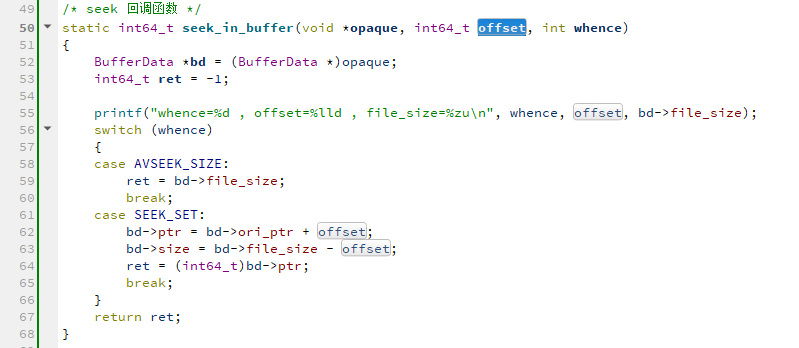 49 /* seek 回调函数 */
50 static int64_t seek_in_buffer(void *opaque, int64_t offset, int whence)
51 {
52 BufferData *bd = (BufferData *)opaque;
53 int64_t ret = -1;
54
55 printf("whence=%d , offset=%lld , file_size=%zu\n", whence, offset, bd->file_size);
56 switch (whence)
57 {
58 case AVSEEK_SIZE:
59 ret = bd->file_size;
60 break;
61 case SEEK_SET:
62 bd->ptr = bd->ori_ptr + offset;
63 bd->size = bd->file_size - offset;
64 ret = (int64_t)bd->ptr;
65 break;
66 }
67 return ret;
68 }